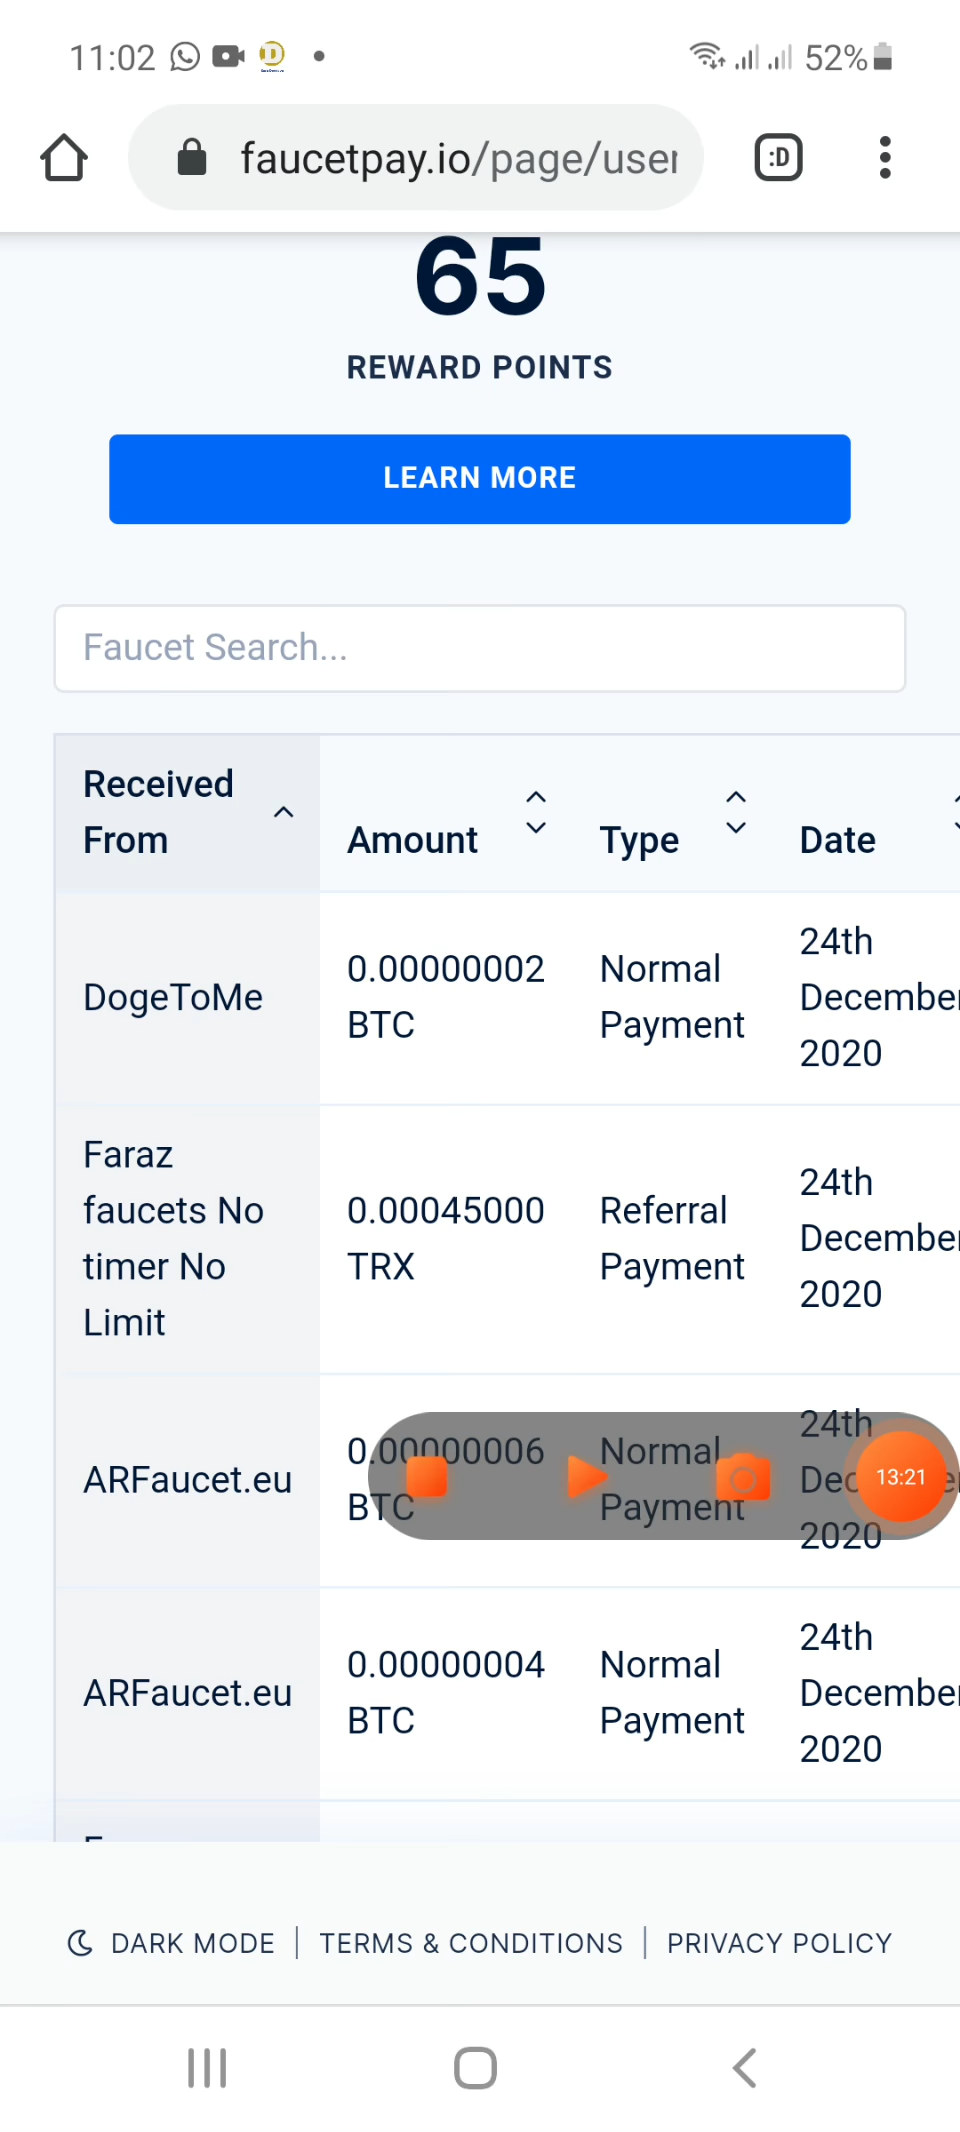 11:02
52%
faucetpay.io/page/user
:D
65
REWARD POINTS
LEARN MORE
Faucet Search...
Received From
Amount
Type
Date
DogeToMe
0.00000002 BTC
Normal Payment
24th December 2020
Faraz faucets No timer No Limit
0.00045000 TRX
Referral Payment
24th December 2020
ARFaucet.eu
0.00000006 BTC
Normal Payment
24th December 2020
13:21
ARFaucet.eu
0.00000004 BTC
Normal Payment
24th December 2020
DARK MODE | TERMS & CONDITIONS | PRIVACY POLICY